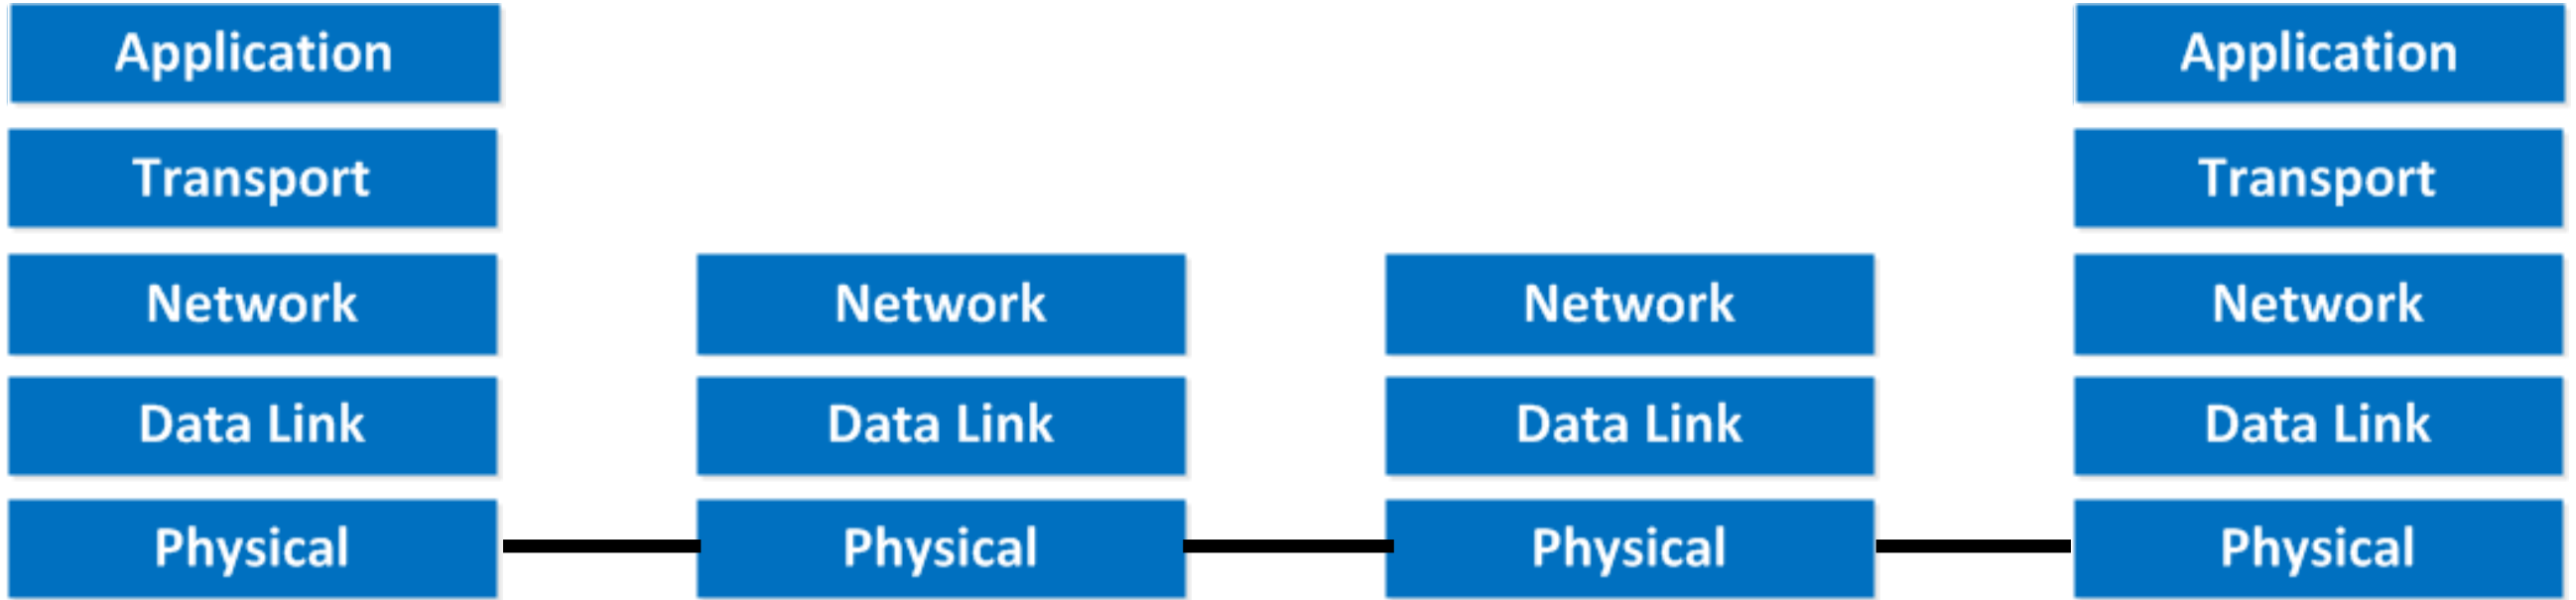 Application
Transport
Network
Data Link
Physical
Network
Data Link
Physical
Network
Data Link
Physical
Application
Transport
Network
Data Link
Physical